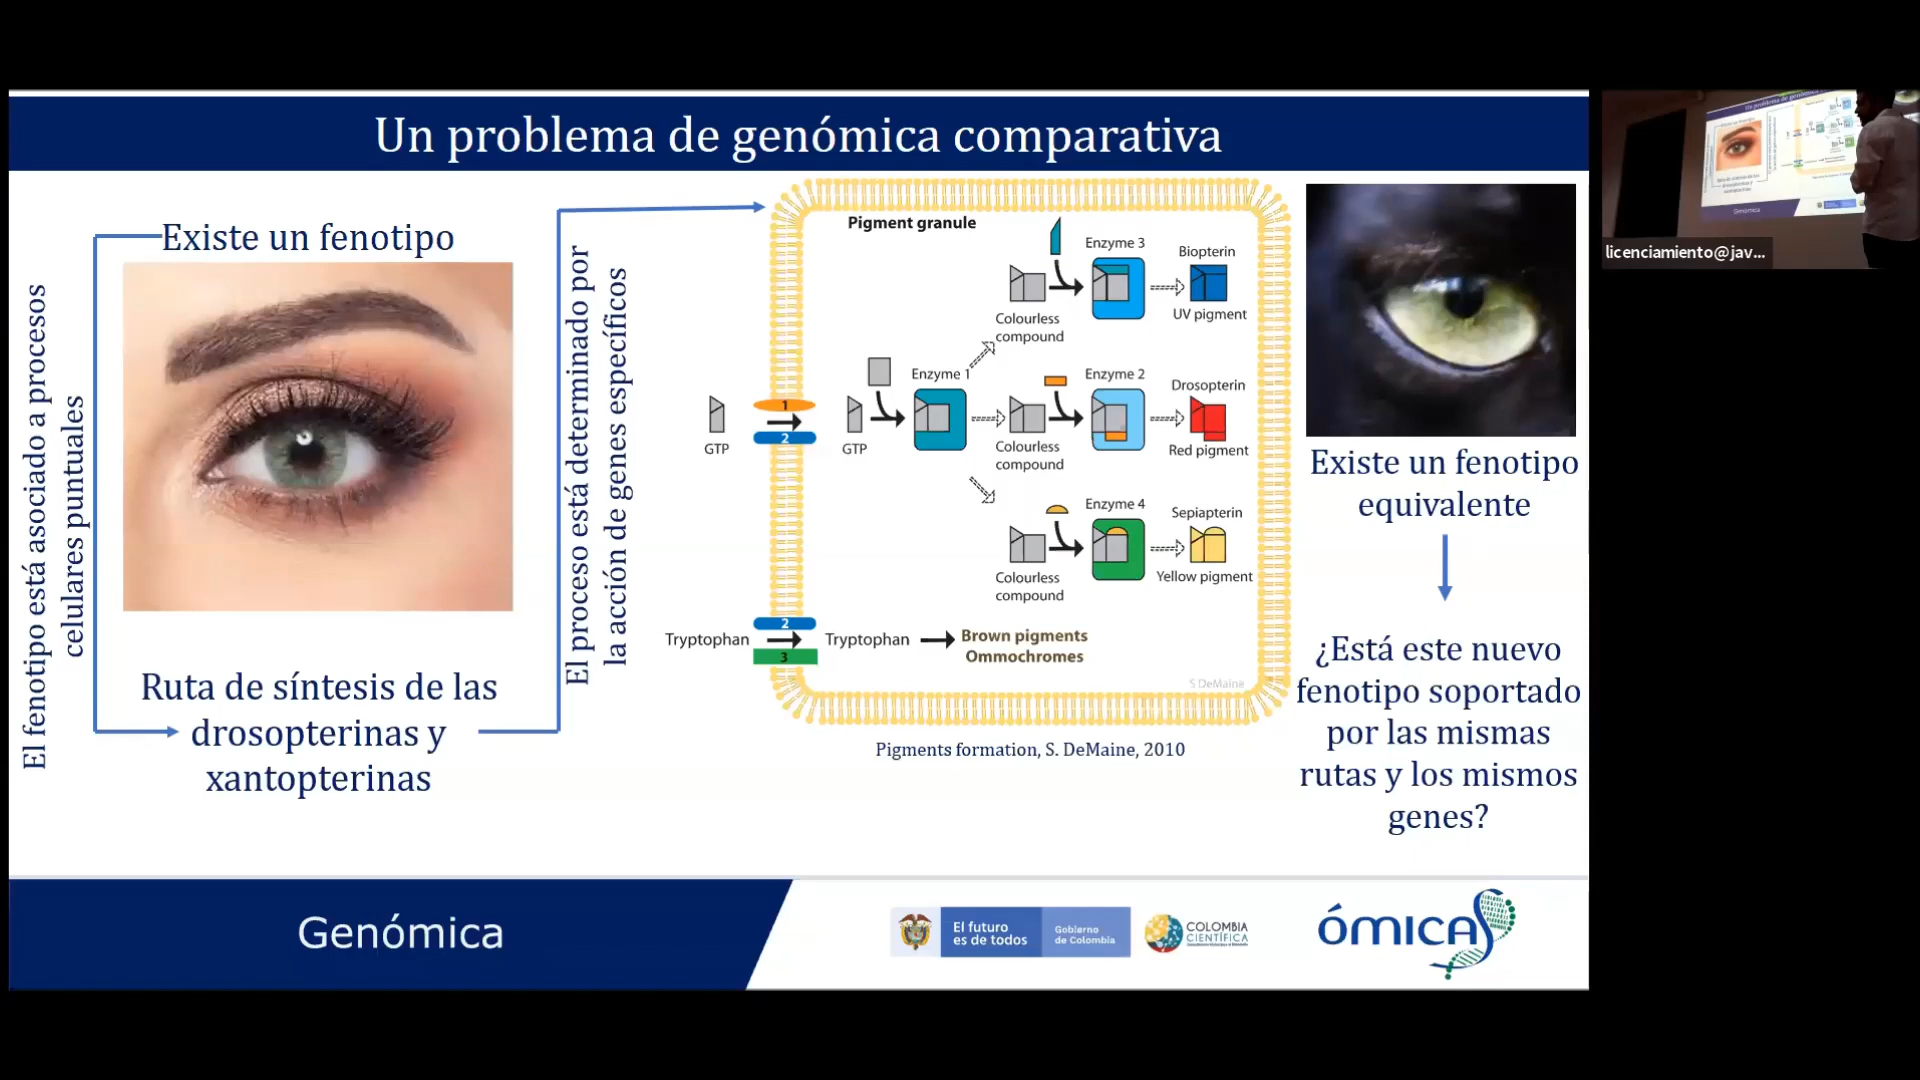 Un problema de genómica comparativa
Existe un fenotipo
El fenotipo está asociado a procesos
celulares puntuales
Ruta de síntesis de las
drosopterinas y
xantopterinas
El proceso está determinado por
la acción de genes específicos
Pigment granule
Enzyme 3
Biopterin
Colourless
compound
UV pigment
Enzyme 1
Enzyme 2
Drosopterin
1
2
GTP
GTP
Colourless
compound
Red pigment
Enzyme 4
Sepiapterin
Colourless
compound
Yellow pigment
2
Tryptophan
Tryptophan
Brown pigments
Ommochromes
3
S DeMaine
Pigments formation, S. DeMaine, 2010
Existe un fenotipo
equivalente
¿Está este nuevo
fenotipo soportado
por las mismas
rutas y los mismos
genes?
Genómica
El futuro
es de todos
Gobierno
de Colombia
COLOMBIA
CIENTÍFICA
ÓMICAS
licenciamiento@jav...